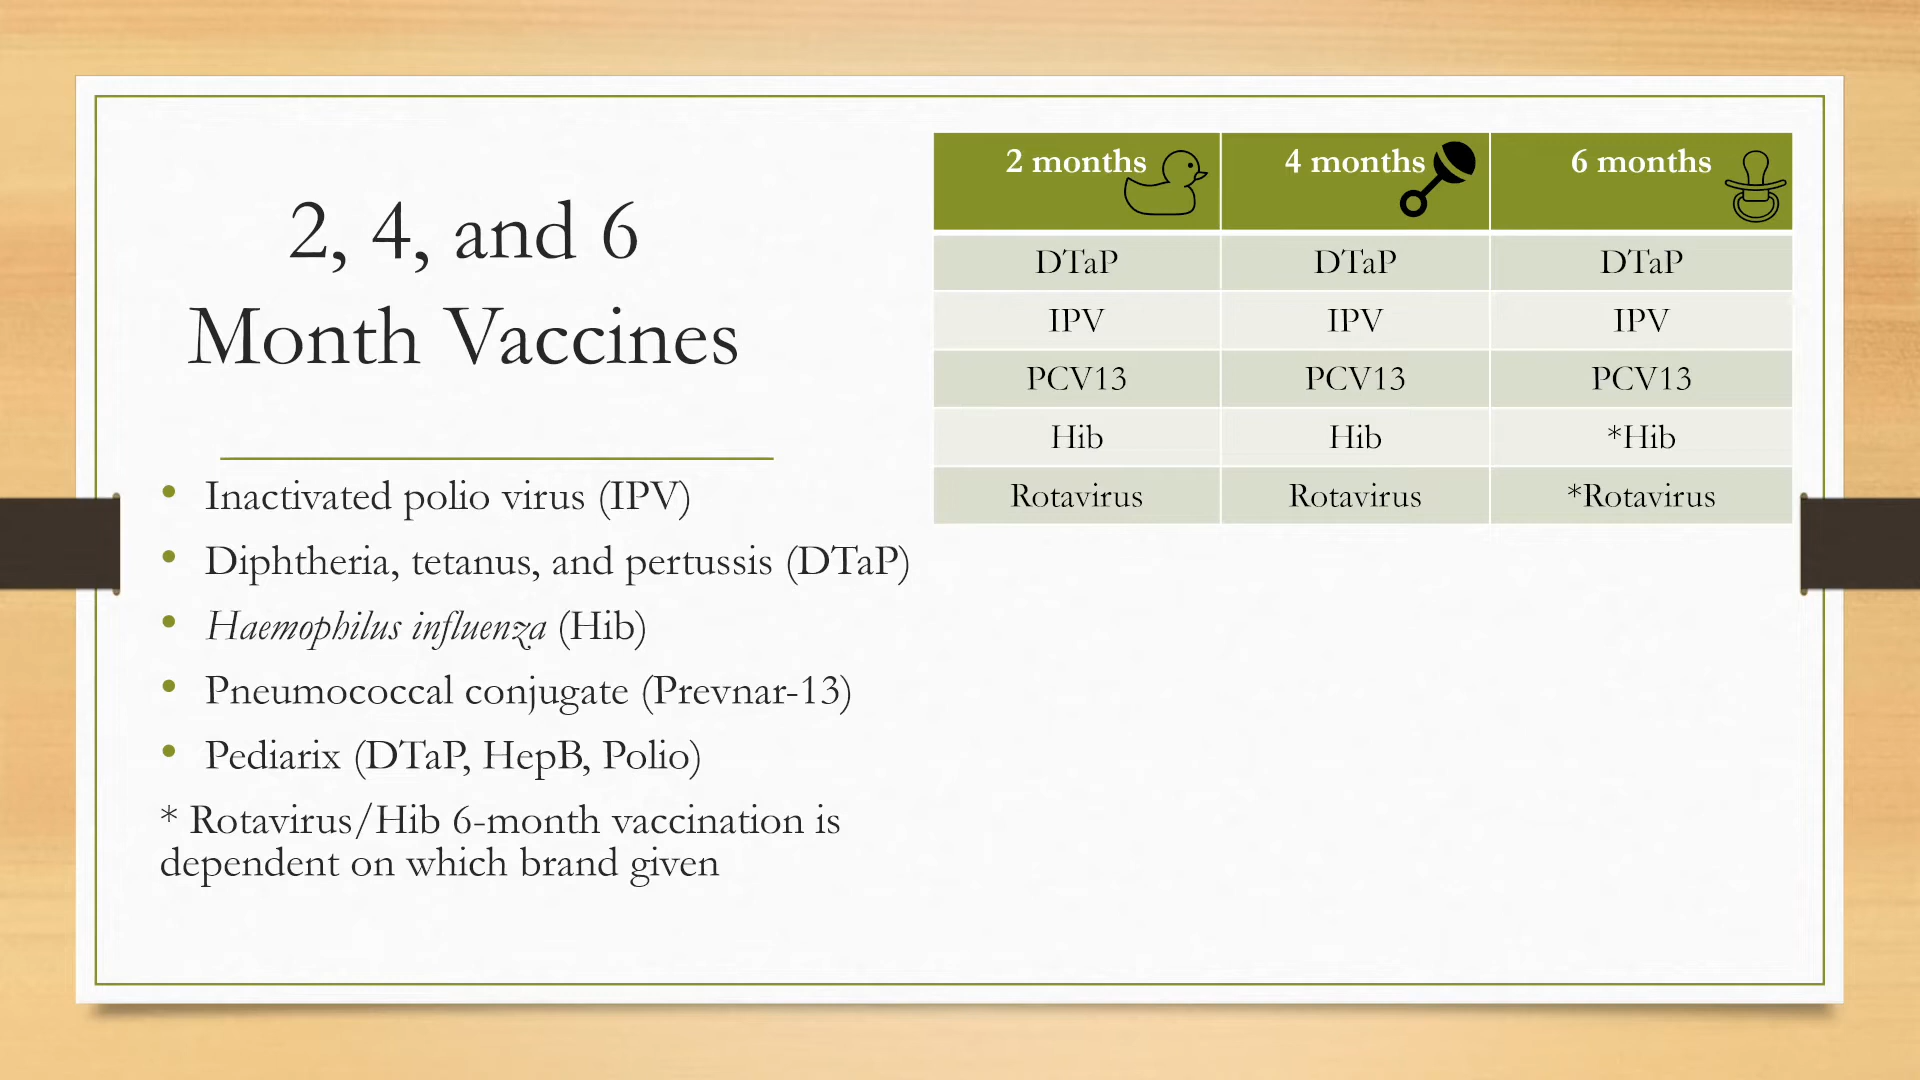 2, 4, and 6
Month Vaccines
• Inactivated polio virus (IPV)
• Diphtheria, tetanus, and pertussis (DTaP)
• Haemophilus influenza (Hib)
• Pneumococcal conjugate (Prevnar-13)
• Pediarix (DTaP, HepB, Polio)
* Rotavirus/Hib 6-month vaccination is
dependent on which brand given
2 months 4 months 6 months
DTaP DTaP DTaP
IPV IPV IPV
PCV13 PCV13 PCV13
Hib Hib *Hib
Rotavirus Rotavirus *Rotavirus